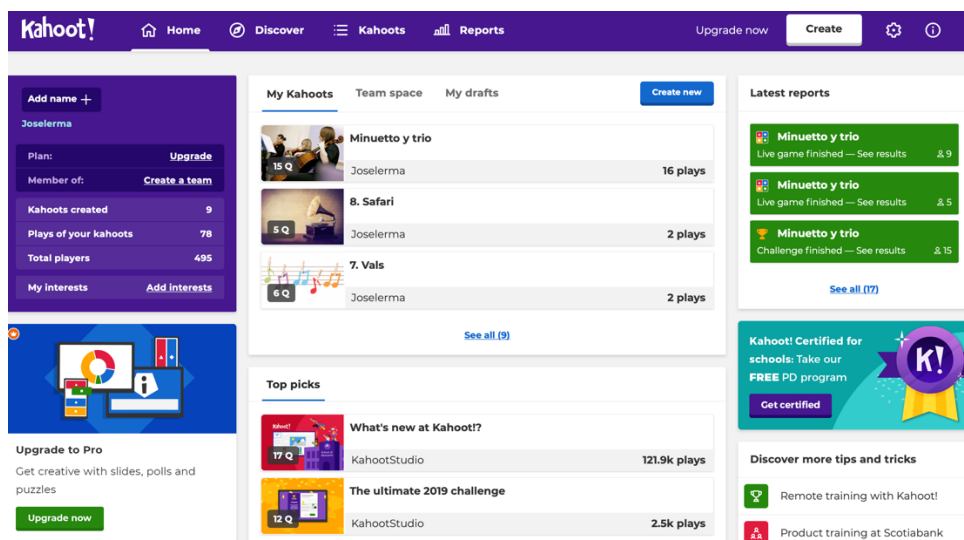 Kahoot!
Home
Discover
Kahoots
Reports
Upgrade now
Create
Add name
Joselerma
Plan:
Upgrade
Member of:
Create a team
Kahoots created
9
Plays of your kahoots
78
Total players
495
My interests
Add interests
Upgrade to Pro
Get creative with slides, polls and
puzzles
Upgrade now
My Kahoots
Team space
My drafts
Create new
15 Q
Minuetto y trio
Joselerma
16 plays
5 Q
8. Safari
Joselerma
2 plays
6 Q
7. Vals
Joselerma
2 plays
See all (9)
Top picks
Kahoot!
17 Q
What's new at Kahoot!?
KahootStudio
121.9k plays
12 Q
The ultimate 2019 challenge
KahootStudio
2.5k plays
Latest reports
Minuetto y trio
Live game finished — See results
9
Minuetto y trio
Live game finished — See results
5
Minuetto y trio
Challenge finished — See results
15
See all (17)
Kahoot! Certified for
schools: Take our
FREE PD program
Get certified
K!
Discover more tips and tricks
Remote training with Kahoot!
Product training at Scotiabank